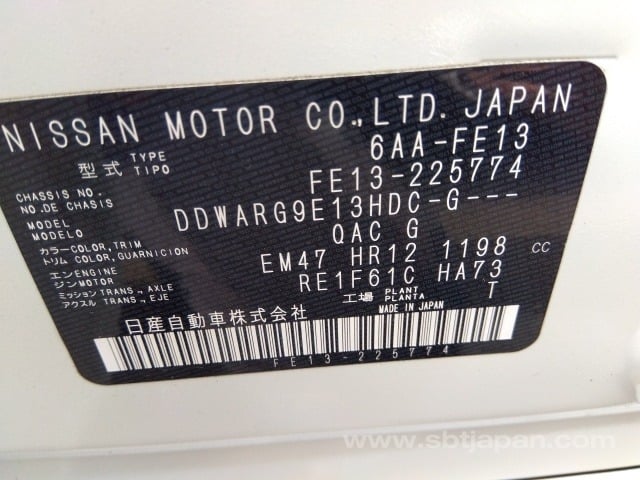 NISSAN MOTOR CO.,LTD. JAPAN
型式 TYPE TIPO 6AA-FE13
CHASSIS NO. NO.DE CHASIS FE13-225774
MODEL MODELO DDWARG9E13HDC-G---
カラー COLOR,TRIM トリム COLOR,GUARNICION QAC G
エンジン ENGINE MOTOR EM47 HR12 1198 CC
ミッション TRANS.,AXLE アクスル TRANS.,EJE RE1F61C HA73
工場 PLANT PLANTA T
日産自動車株式会社 MADE IN JAPAN
FE13-225774
www.sbtjapan.com